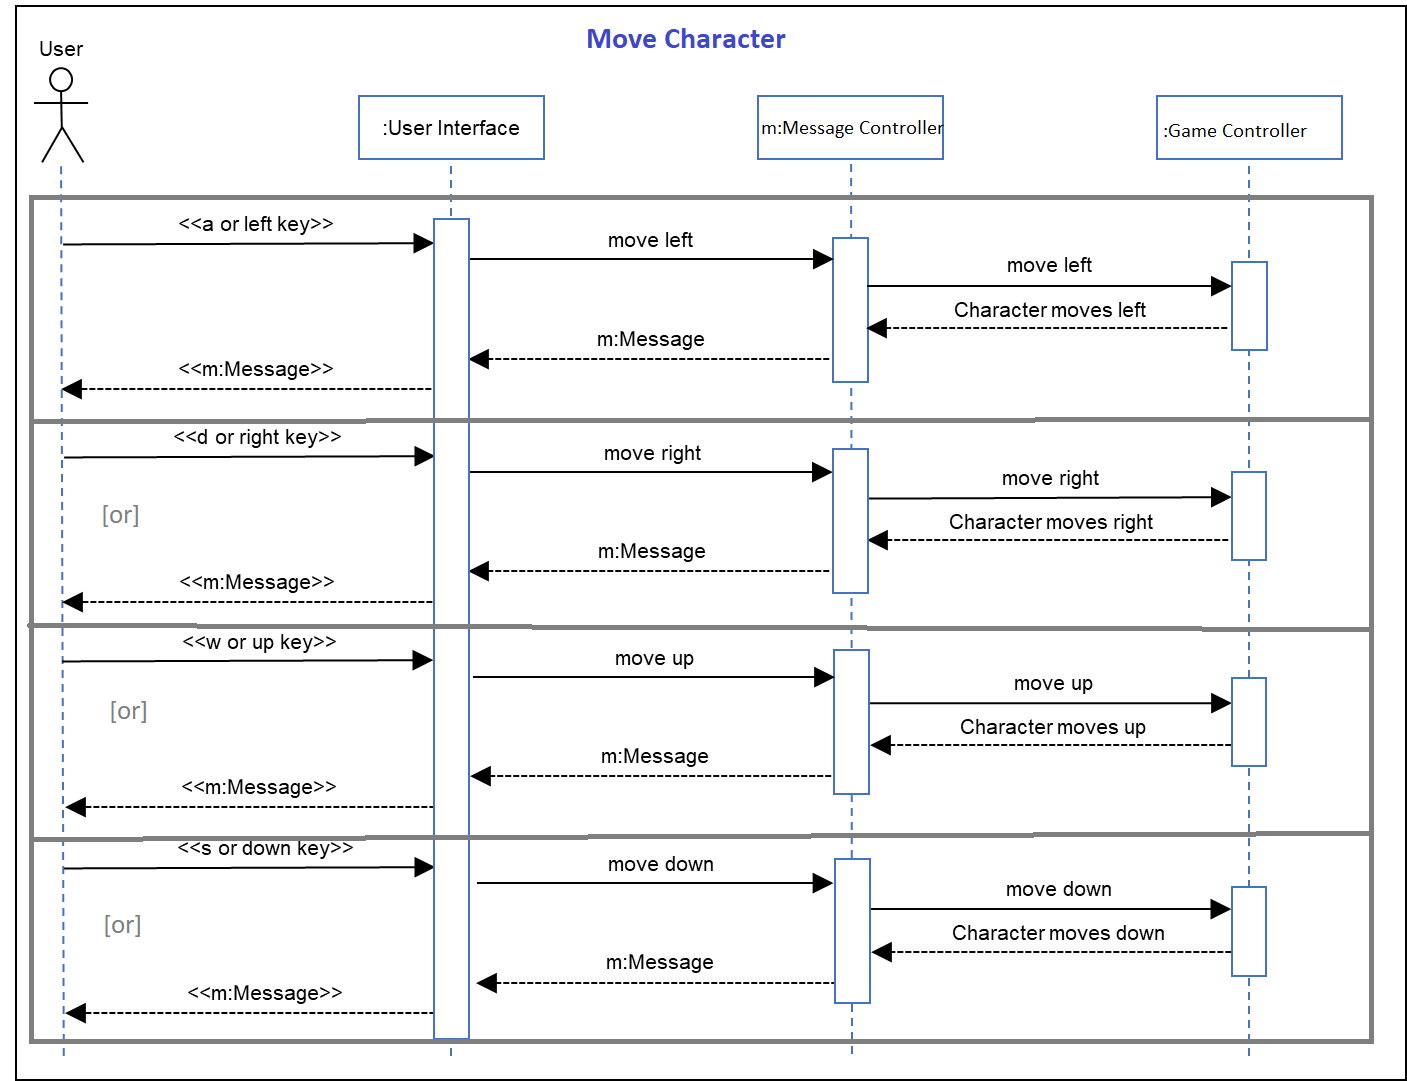 Move Character
User
:User Interface
m:Message Controller
:Game Controller
<<a or left key>>
move left
move left
Character moves left
m:Message
<<m:Message>>
<<d or right key>>
move right
move right
[or]
Character moves right
m:Message
<<m:Message>>
<<w or up key>>
move up
move up
[or]
Character moves up
m:Message
<<m:Message>>
<<s or down key>>
move down
move down
[or]
Character moves down
m:Message
<<m:Message>>